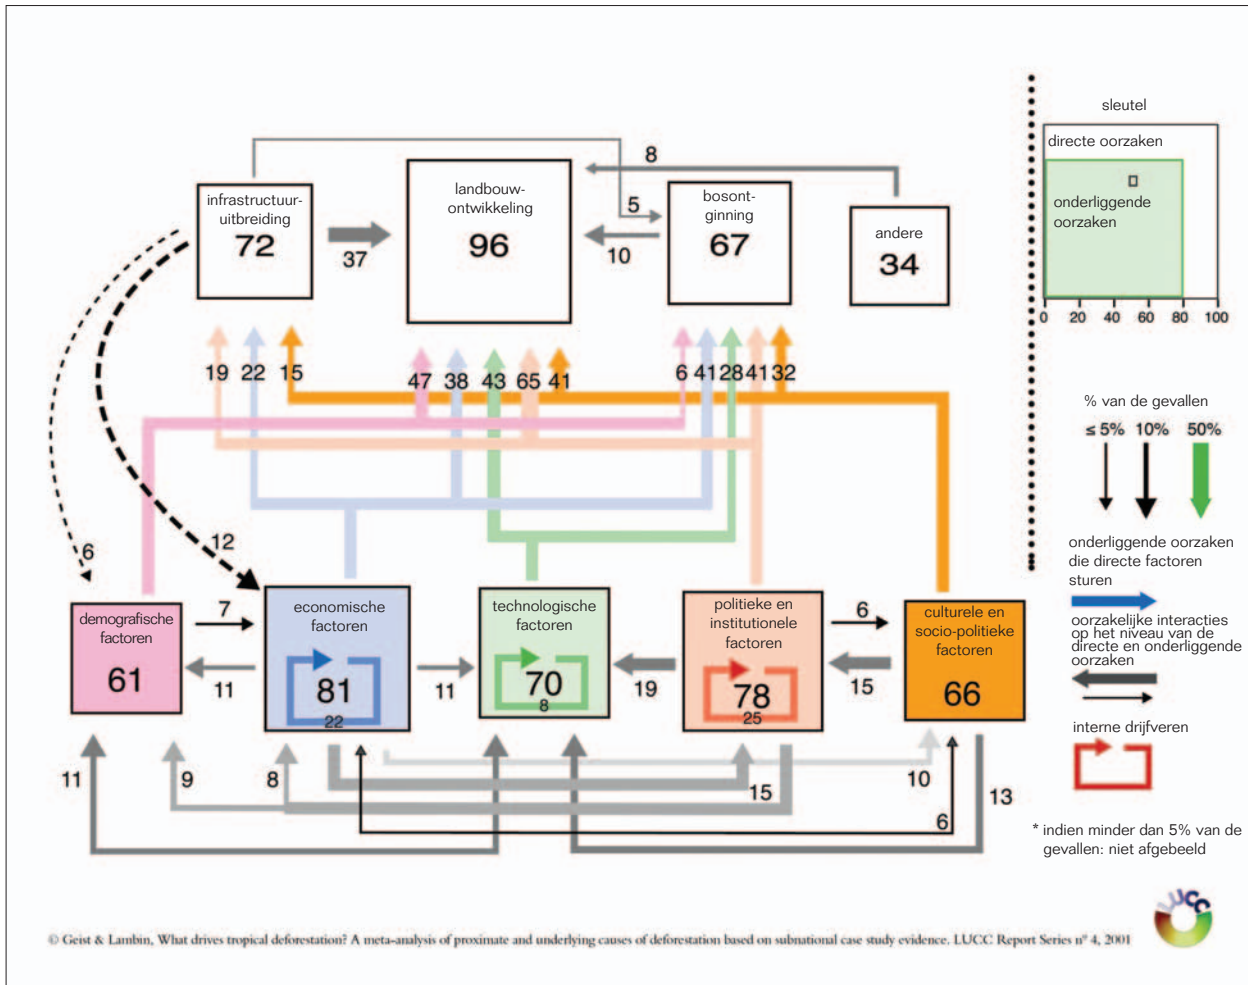 sleutel
directe oorzaken
onderliggende
oorzaken
0 20 40 60 80 100
8
infrastructuur-
uitbreiding
72
landbouw-
ontwikkeling
96
bosont-
ginning
67
andere
34
5
37
10
19 22 15
47 38 43 65 41
6 41 28 41 32
% van de gevallen
≤ 5% 10% 50%
onderliggende oorzaken
die directe factoren
sturen
oorzakelijke interacties
op het niveau van de
directe en onderliggende
oorzaken
interne drijfveren
* indien minder dan 5% van de
gevallen: niet afgebeeld
6
12
demografische
factoren
61
7
11
economische
factoren
81
22
11
technologische
factoren
70
8
19
politieke en
institutionele
factoren
78
25
6
15
culturele en
socio-politieke
factoren
66
11 9 8 15 10 13
6
LUCC
© Geist & Lambin, What drives tropical deforestation? A meta-analysis of proximate and underlying causes of deforestation based on subnational case study evidence. LUCC Report Series n° 4, 2001